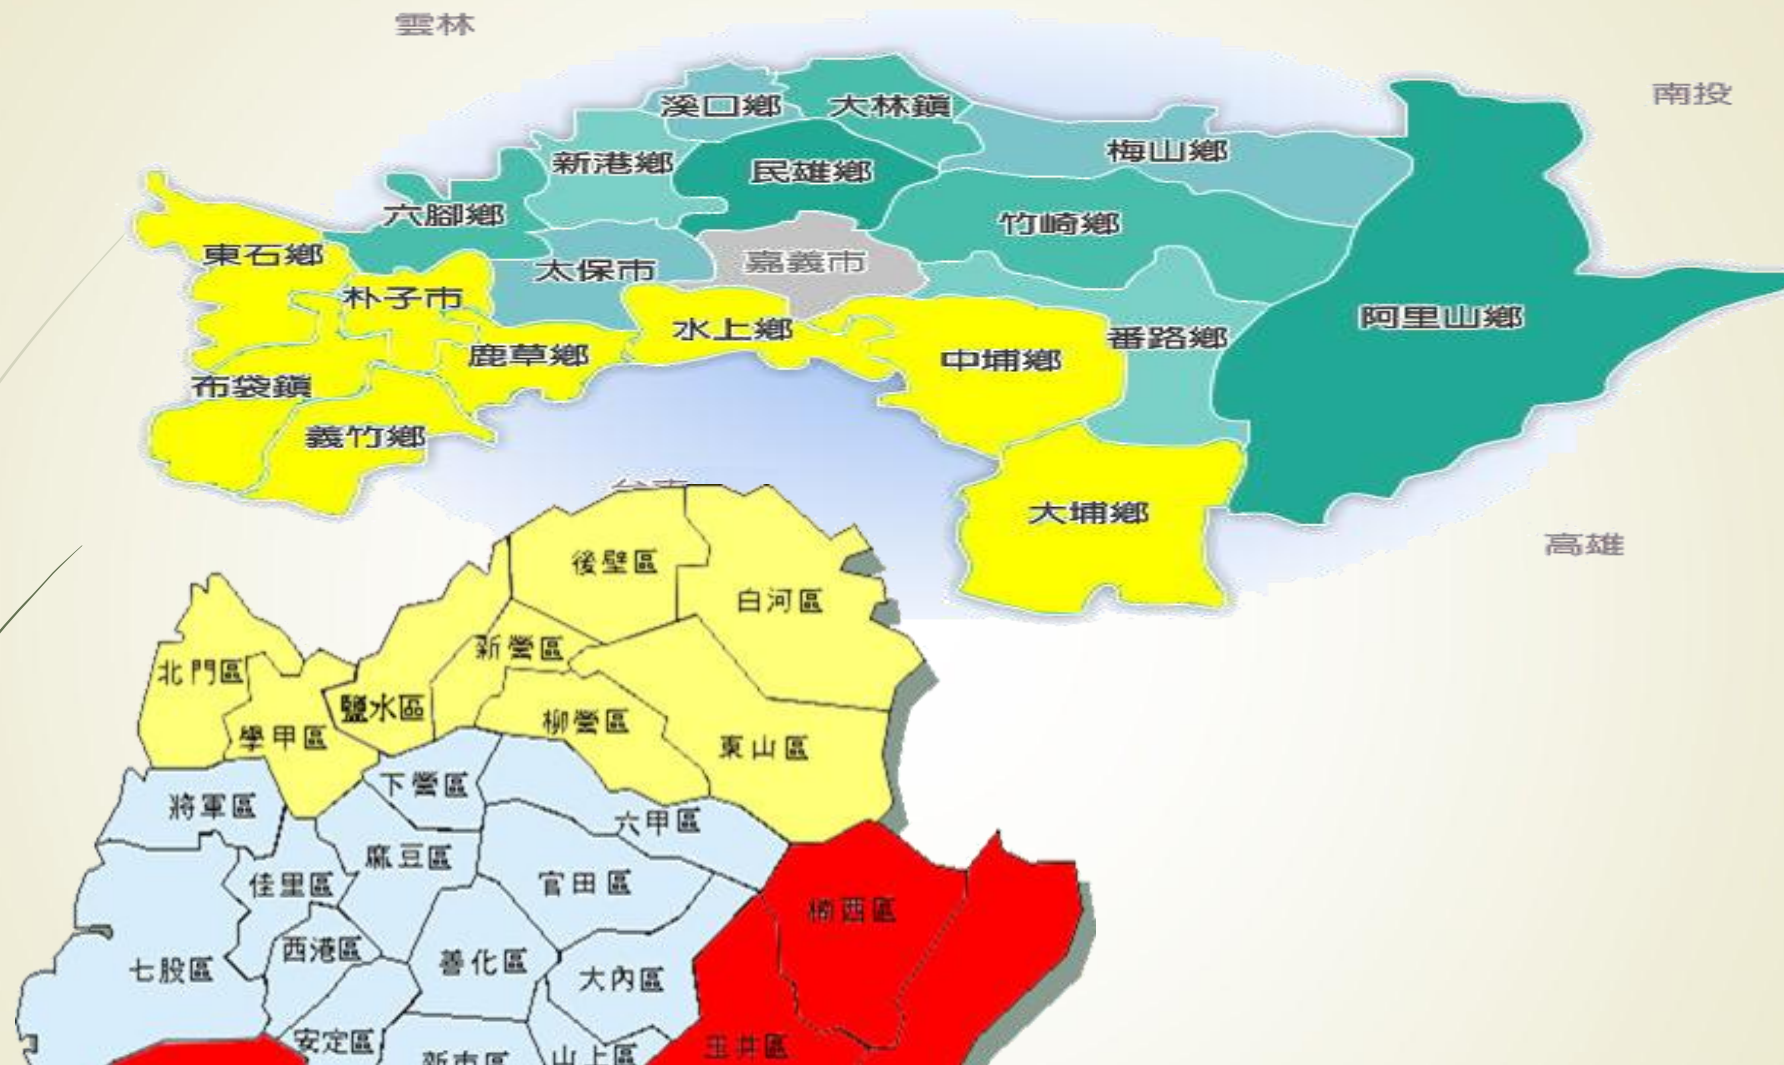 雲林
南投
溪口鄉
大林鎮
梅山鄉
新港鄉
民雄鄉
六腳鄉
竹崎鄉
東石鄉
太保市
嘉義市
朴子市
水上鄉
阿里山鄉
鹿草鄉
番路鄉
中埔鄉
布袋鎮
義竹鄉
大埔鄉
高雄
後壁區
白河區
新營區
北門區
鹽水區
柳營區
學甲區
東山區
下營區
將軍區
六甲區
麻豆區
佳里區
官田區
楠西區
西港區
善化區
七股區
大內區
安定區
玉井區
山上區